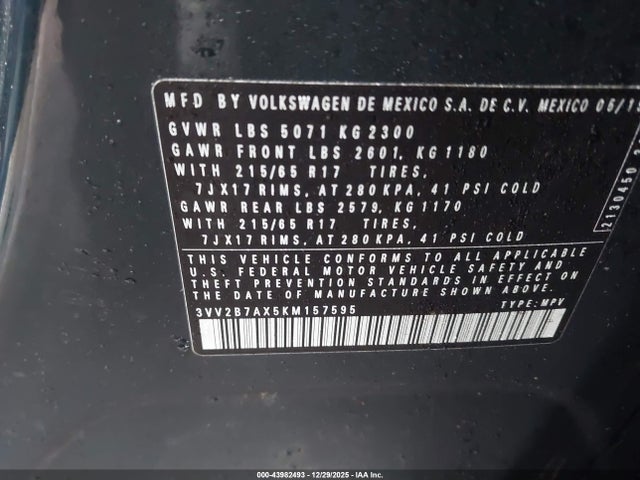 MFD BY VOLKSWAGEN DE MEXICO S.A. DE C.V. MEXICO 06/1
GVWR LBS 5071 KG 2300
GAWR FRONT LBS 2601, KG 1180
WITH 215/65 R17 TIRES,
7JX17 RIMS, AT 280 KPA, 41 PSI COLD
GAWR REAR LBS 2579, KG 1170
WITH 215/65 R17 TIRES,
7JX17 RIMS, AT 280 KPA, 41 PSI COLD
THIS VEHICLE CONFORMS TO ALL APPLICABLE
U.S. FEDERAL MOTOR VEHICLE SAFETY AND
THEFT PREVENTION STANDARDS IN EFFECT ON
THE DATE OF MANUFACTURE SHOWN ABOVE.
3VV2B7AX5KM157595 TYPE: MPV
2130450
000-43982493 - 12/29/2025 - IAA Inc.